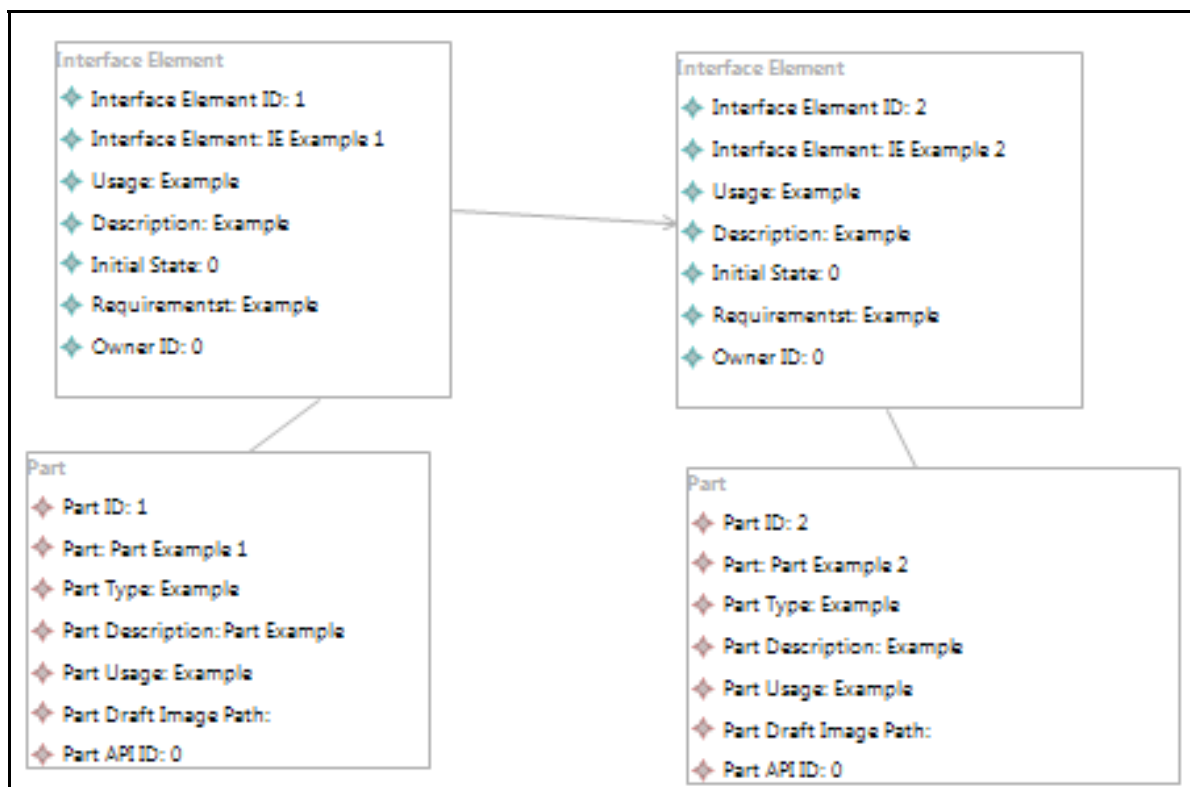 Interface Element
Interface Element ID: 1
Interface Element: IE Example 1
Usage: Example
Description: Example
Initial State: 0
Requirementst: Example
Owner ID: 0
Interface Element
Interface Element ID: 2
Interface Element: IE Example 2
Usage: Example
Description: Example
Initial State: 0
Requirementst: Example
Owner ID: 0
Part
Part ID: 1
Part: Part Example 1
Part Type: Example
Part Description: Part Example
Part Usage: Example
Part Draft Image Path:
Part API ID: 0
Part
Part ID: 2
Part: Part Example 2
Part Type: Example
Part Description: Example
Part Usage: Example
Part Draft Image Path:
Part API ID: 0